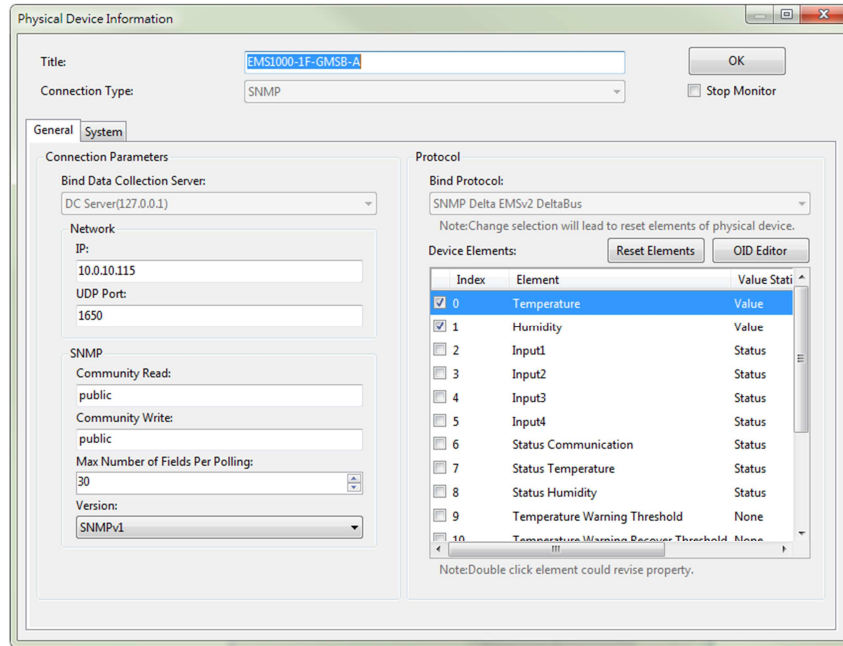 Physical Device Information
Title:
EMS1000-1F-GMSB-A
OK
Connection Type:
SNMP
Stop Monitor
General
System
Connection Parameters
Bind Data Collection Server:
DC Server(127.0.0.1)
Network
IP:
10.0.10.115
UDP Port:
1650
SNMP
Community Read:
public
Community Write:
public
Max Number of Fields Per Polling:
30
Version:
SNMPv1
Protocol
Bind Protocol:
SNMP Delta EMSv2 DeltaBus
Note:Change selection will lead to reset elements of physical device.
Device Elements:
Reset Elements
OID Editor
Index Element Value Stati
0 Temperature Value
1 Humidity Value
2 Input1 Status
3 Input2 Status
4 Input3 Status
5 Input4 Status
6 Status Communication Status
7 Status Temperature Status
8 Status Humidity Status
9 Temperature Warning Threshold None
10 Temperature Warning Recover Threshold None
Note:Double click element could revise property.